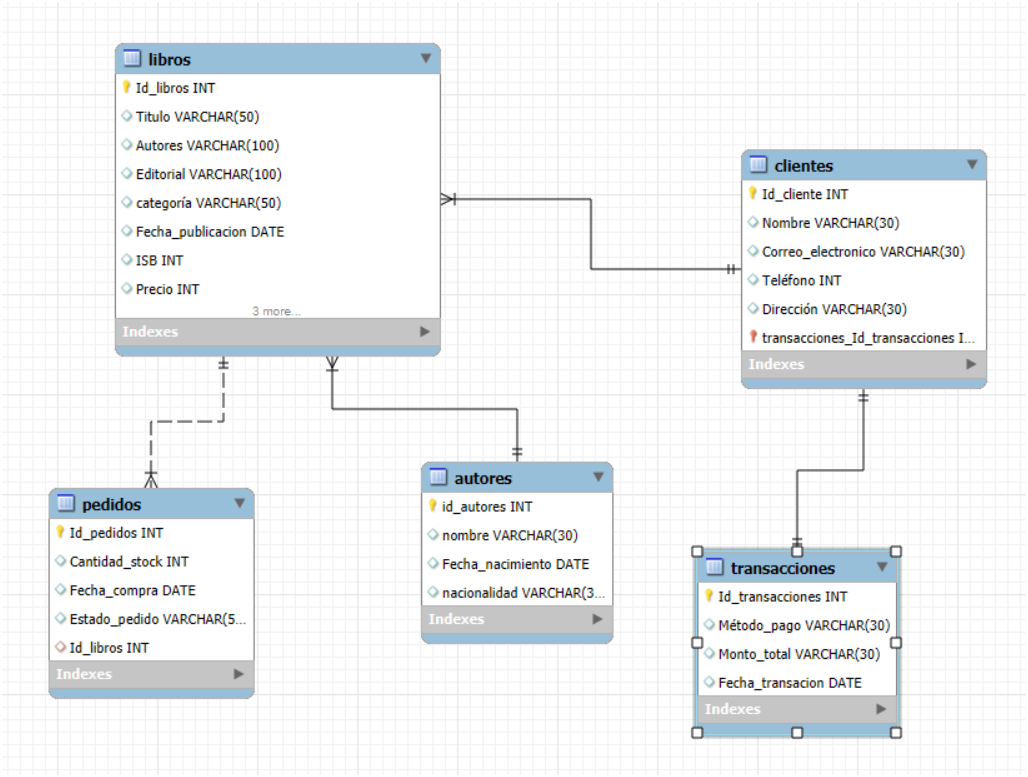 libros
Id_libros INT
Titulo VARCHAR(50)
Autores VARCHAR(100)
Editorial VARCHAR(100)
categoría VARCHAR(50)
Fecha_publicacion DATE
ISB INT
Precio INT
3 more...
Indexes
clientes
Id_cliente INT
Nombre VARCHAR(30)
Correo_electronico VARCHAR(30)
Teléfono INT
Dirección VARCHAR(30)
transacciones_Id_transacciones I...
Indexes
pedidos
Id_pedidos INT
Cantidad_stock INT
Fecha_compra DATE
Estado_pedido VARCHAR(5...
Id_libros INT
Indexes
autores
id_autores INT
nombre VARCHAR(30)
Fecha_nacimiento DATE
nacionalidad VARCHAR(3...
Indexes
transacciones
Id_transacciones INT
Método_pago VARCHAR(30)
Monto_total VARCHAR(30)
Fecha_transacion DATE
Indexes